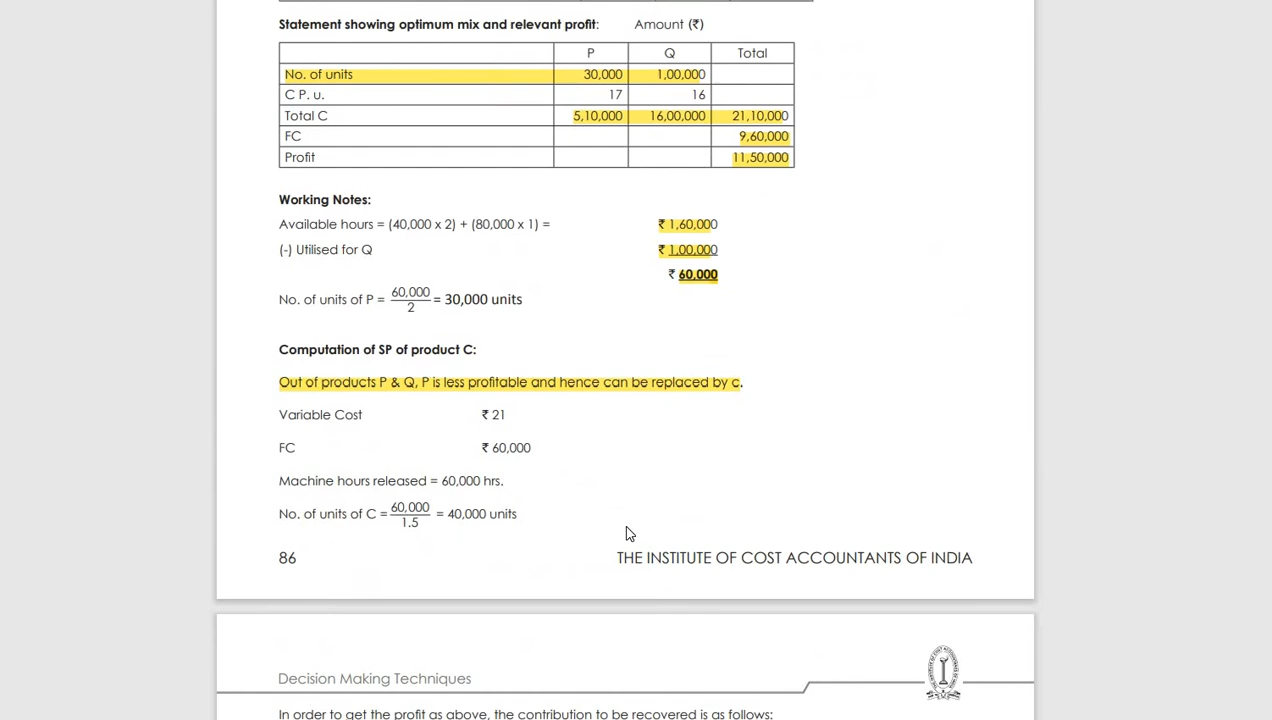 Statement showing optimum mix and relevant profit: Amount (₹)
P Q Total
No. of units 30,000 1,00,000
C P. u. 17 16
Total C 5,10,000 16,00,000 21,10,000
FC 9,60,000
Profit 11,50,000
Working Notes:
Available hours = (40,000 x 2) + (80,000 x 1) = ₹ 1,60,000
(-) Utilised for Q ₹ 1,00,000
₹ 60,000
No. of units of P = 60,000/2 = 30,000 units
Computation of SP of product C:
Out of products P & Q, P is less profitable and hence can be replaced by c.
Variable Cost ₹ 21
FC ₹ 60,000
Machine hours released = 60,000 hrs.
No. of units of C = 60,000/1.5 = 40,000 units
86 THE INSTITUTE OF COST ACCOUNTANTS OF INDIA
Decision Making Techniques
In order to get the profit as above, the contribution to be recovered is as follows: